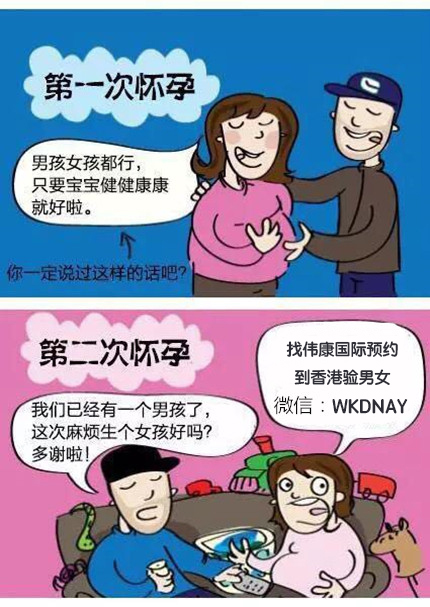 第一次怀孕
男孩女孩都行，
只要宝宝健健康康
就好啦。
你一定说过这样的话吧？
第二次怀孕
我们已经有一个男孩了，
这次麻烦生个女孩好吗？
多谢啦！
找伟康国际预约
到香港验男女
微信：WKDNAY